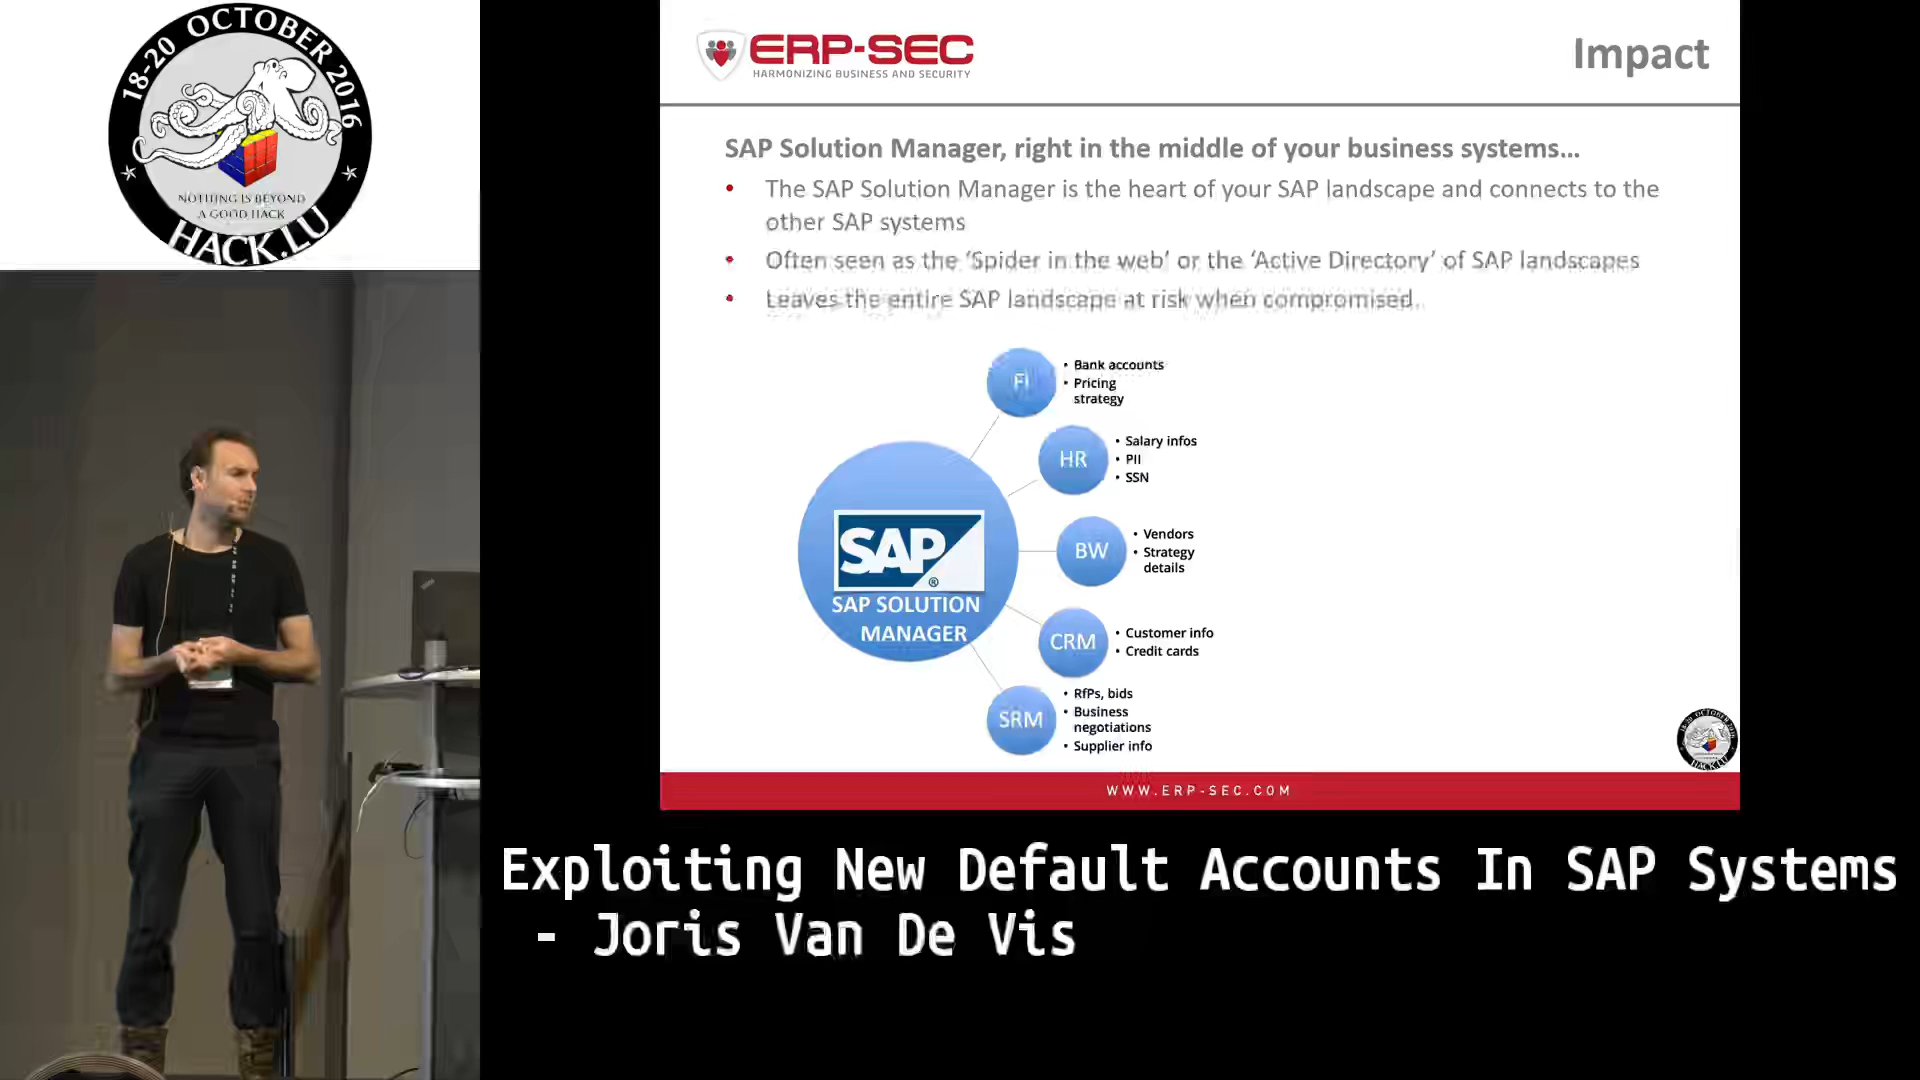 18-20 OCTOBER 2016
NOTHING IS BEYOND
A GOOD HACK
HACK.LU
ERP-SEC
HARMONIZING BUSINESS AND SECURITY
Impact
SAP Solution Manager, right in the middle of your business systems...
• The SAP Solution Manager is the heart of your SAP landscape and connects to the
other SAP systems
• Often seen as the 'Spider in the web' or the 'Active Directory' of SAP landscapes
• Leaves the entire SAP landscape at risk when compromised.
FI
• Bank accounts
• Pricing
strategy
HR
• Salary infos
• PII
• SSN
SAP
®
SAP SOLUTION
MANAGER
BW
• Vendors
• Strategy
details
CRM
• Customer info
• Credit cards
SRM
• RfPs, bids
• Business
negotiations
• Supplier info
18-20 OCTOBER 2016
HACK.LU
WWW.ERP-SEC.COM
Exploiting New Default Accounts In SAP Systems
- Joris Van De Vis